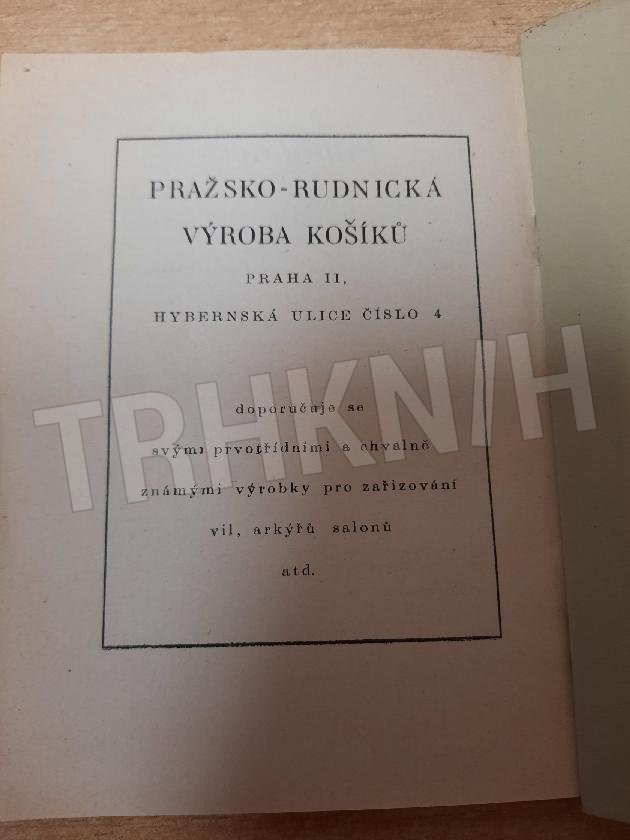 PRAŽSKO-RUDNICKÁ
VÝROBA KOŠÍKŮ
PRAHA II,
HYBERNSKÁ ULICE ČÍSLO 4
doporučuje se
svými prvotřídními a chvalně
známými výrobky pro zařizování
vil, arkýřů salonů
atd.
TRHKNIH